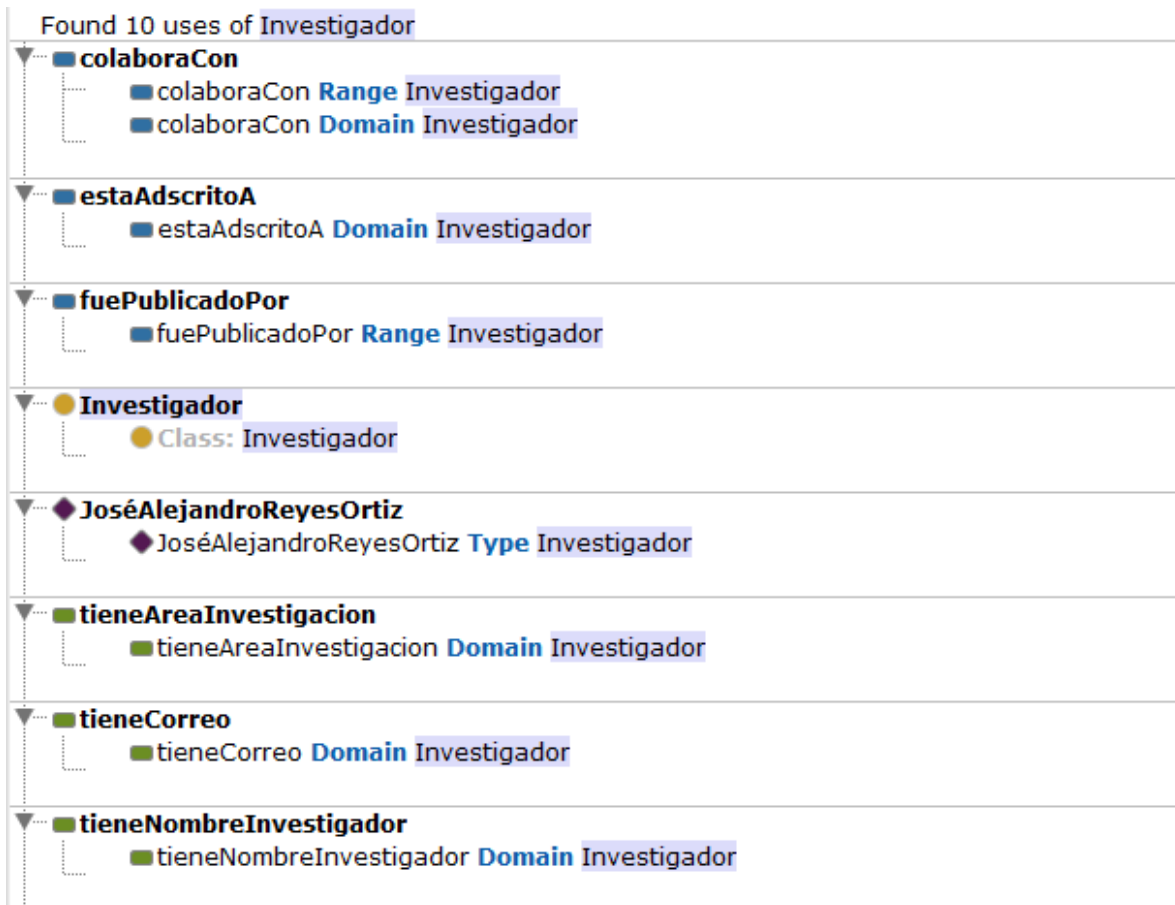 Found 10 uses of Investigador
colaboraCon
colaboraCon Range Investigador
colaboraCon Domain Investigador
estaAdscritoA
estaAdscritoA Domain Investigador
fuePublicadoPor
fuePublicadoPor Range Investigador
Investigador
Class: Investigador
JoséAlejandroReyesOrtiz
JoséAlejandroReyesOrtiz Type Investigador
tieneAreaInvestigacion
tieneAreaInvestigacion Domain Investigador
tieneCorreo
tieneCorreo Domain Investigador
tieneNombreInvestigador
tieneNombreInvestigador Domain Investigador